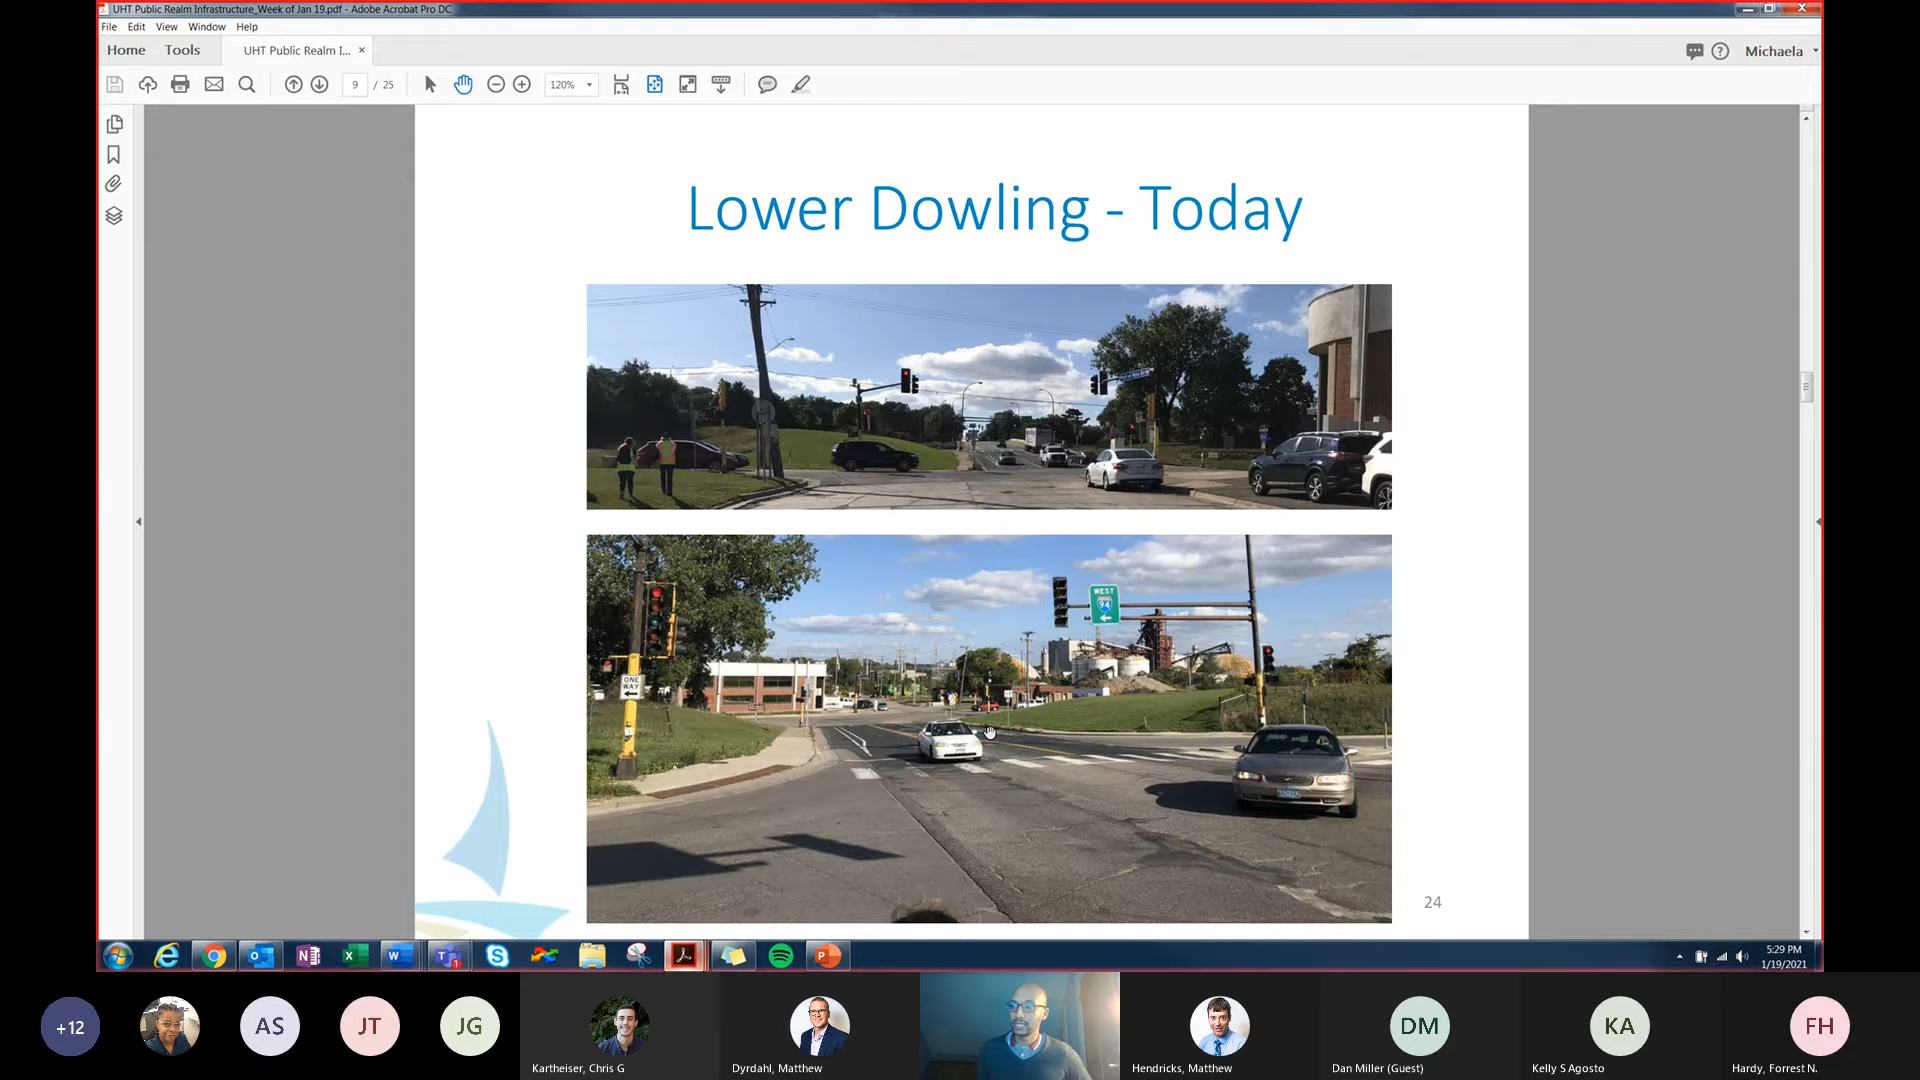 UHT Public Realm Infrastructure_Week of Jan 19.pdf - Adobe Acrobat Pro DC
File Edit View Window Help
Home Tools UHT Public Realm I... × Michaela
9 / 25 120%
Lower Dowling - Today
WEST
94
ONE
WAY
24
5:29 PM
1/19/2021
+12 AS JT JG DM KA FH
Kartheiser, Chris G Dyrdahl, Matthew Hendricks, Matthew Dan Miller (Guest) Kelly S Agosto Hardy, Forrest N.